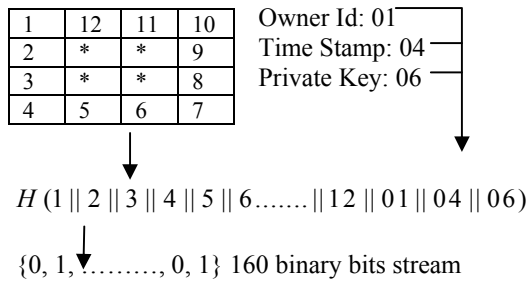 1 12 11 10
2 * * 9
3 * * 8
4 5 6 7
Owner Id: 01
Time Stamp: 04
Private Key: 06
H (1 || 2 || 3 || 4 || 5 || 6....... || 12 || 01 || 04 || 06)
{0, 1, ………, 0, 1} 160 binary bits stream